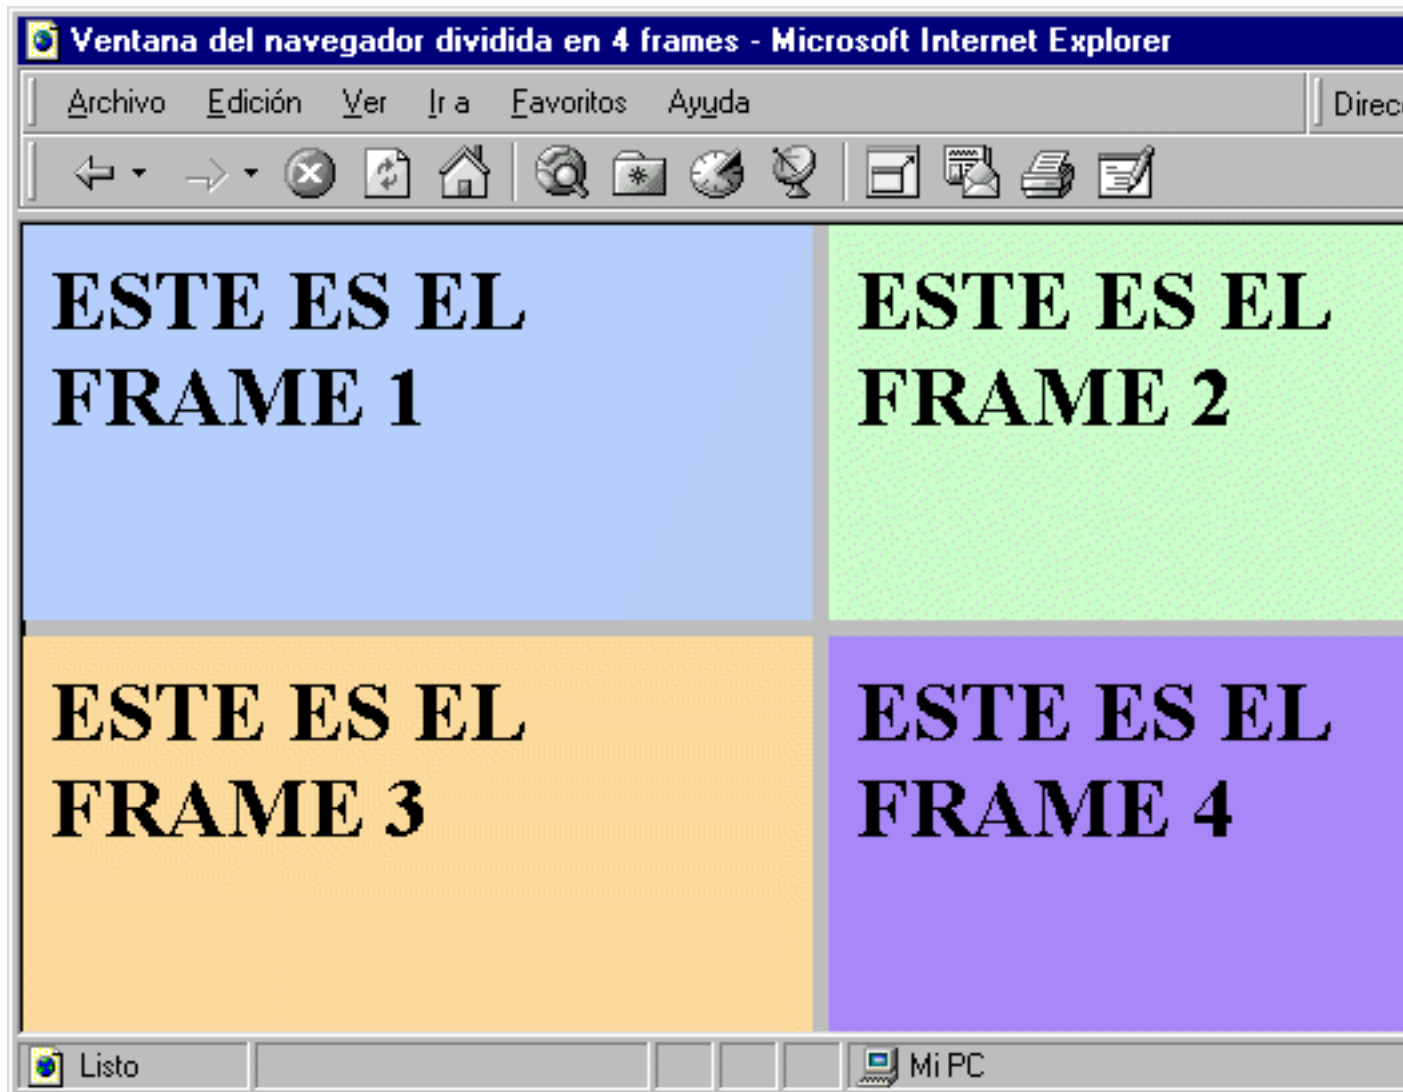 Ventana del navegador dividida en 4 frames - Microsoft Internet Explorer
Archivo Edición Ver Ir a Favoritos Ayuda Direc
ESTE ES EL
FRAME 1
ESTE ES EL
FRAME 2
ESTE ES EL
FRAME 3
ESTE ES EL
FRAME 4
Listo Mi PC